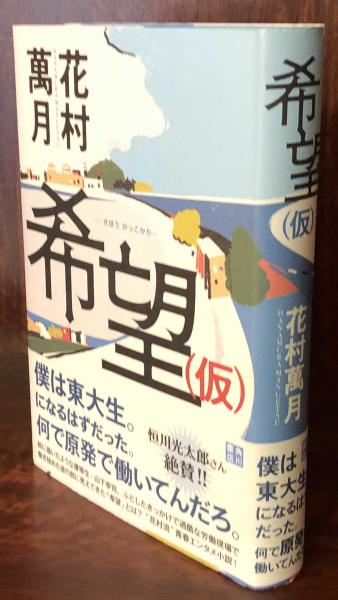 花村
萬月
希望
(仮)
―きぼう かっこかり―
僕は東大生。
になるはずだった。
何で原発で働いてんだろ。
恒川光太郎さん
絶賛!!
希望
(仮)
花村萬月
僕は
東大生。
になるは
だった。
何で原発
働いてん